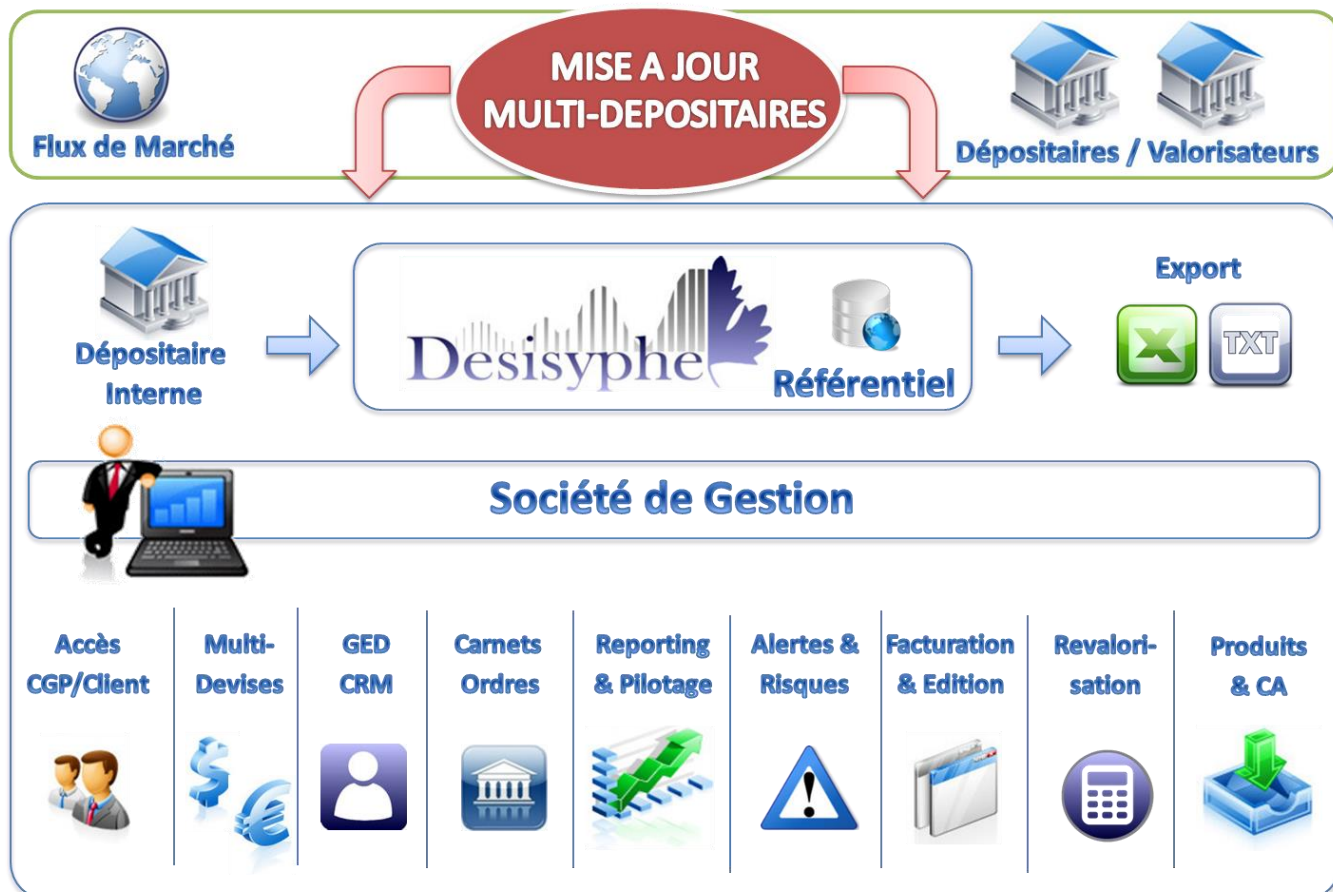 MISE A JOUR
MULTI-DEPOSITAIRES
Flux de Marché
Dépositaires / Valorisateurs
Dépositaire
Interne
Desisyphe
Référentiel
Export
X
TXT
Société de Gestion
Accès
CGP/Client
Multi-
Devises
GED
CRM
Carnets
Ordres
Reporting
& Pilotage
Alertes &
Risques
Facturation
& Edition
Revalori-
sation
Produits
& CA